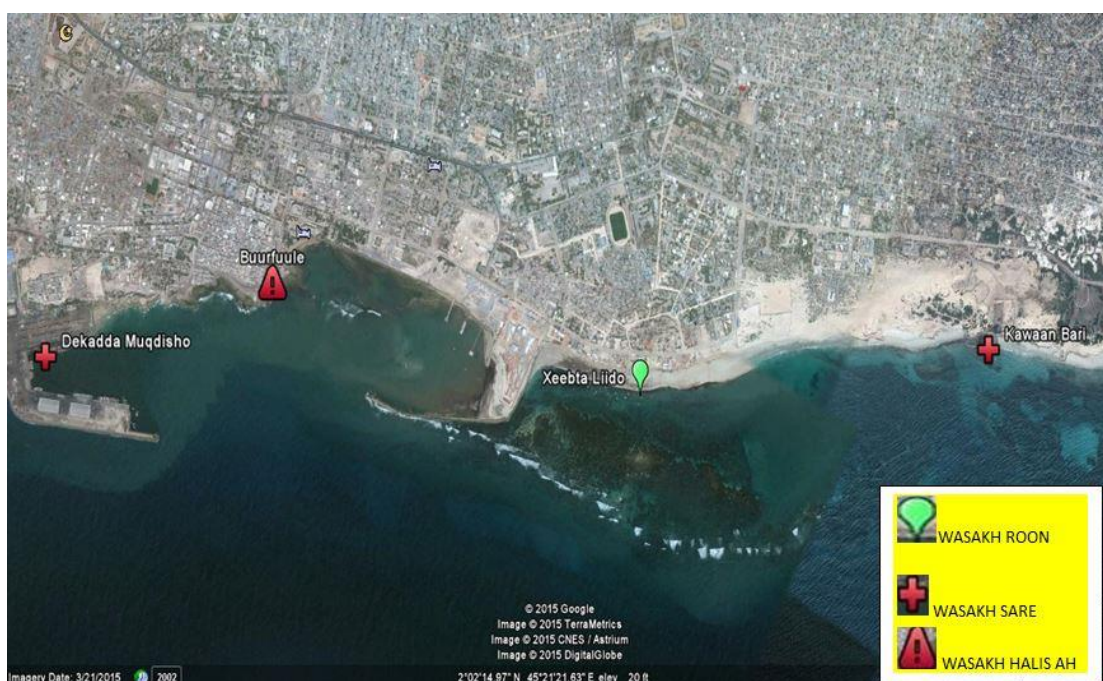 Buurfuule
Dekadda Muqdisho
Kawaan Bari
Xeebta Liido
WASAKH ROON
WASAKH SARE
WASAKH HALIS AH
© 2015 Google
Image © 2015 TerraMetrics
Image © 2015 CNES / Astrium
Image © 2015 DigitalGlobe
Imagery Date: 3/21/2015 2002
2°02'14.97" N 45°21'21.63" E elev 20 ft